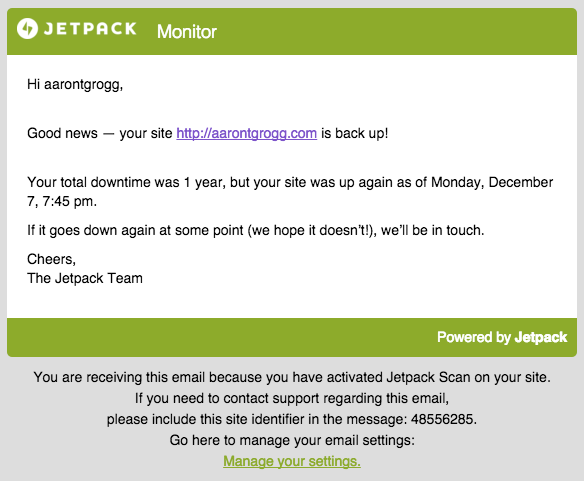 JETPACK Monitor
Hi aarontgrogg,
Good news — your site http://aarontgrogg.com is back up!
Your total downtime was 1 year, but your site was up again as of Monday, December
7, 7:45 pm.
If it goes down again at some point (we hope it doesn't!), we'll be in touch.
Cheers,
The Jetpack Team
Powered by Jetpack
You are receiving this email because you have activated Jetpack Scan on your site.
If you need to contact support regarding this email,
please include this site identifier in the message: 48556285.
Go here to manage your email settings:
Manage your settings.